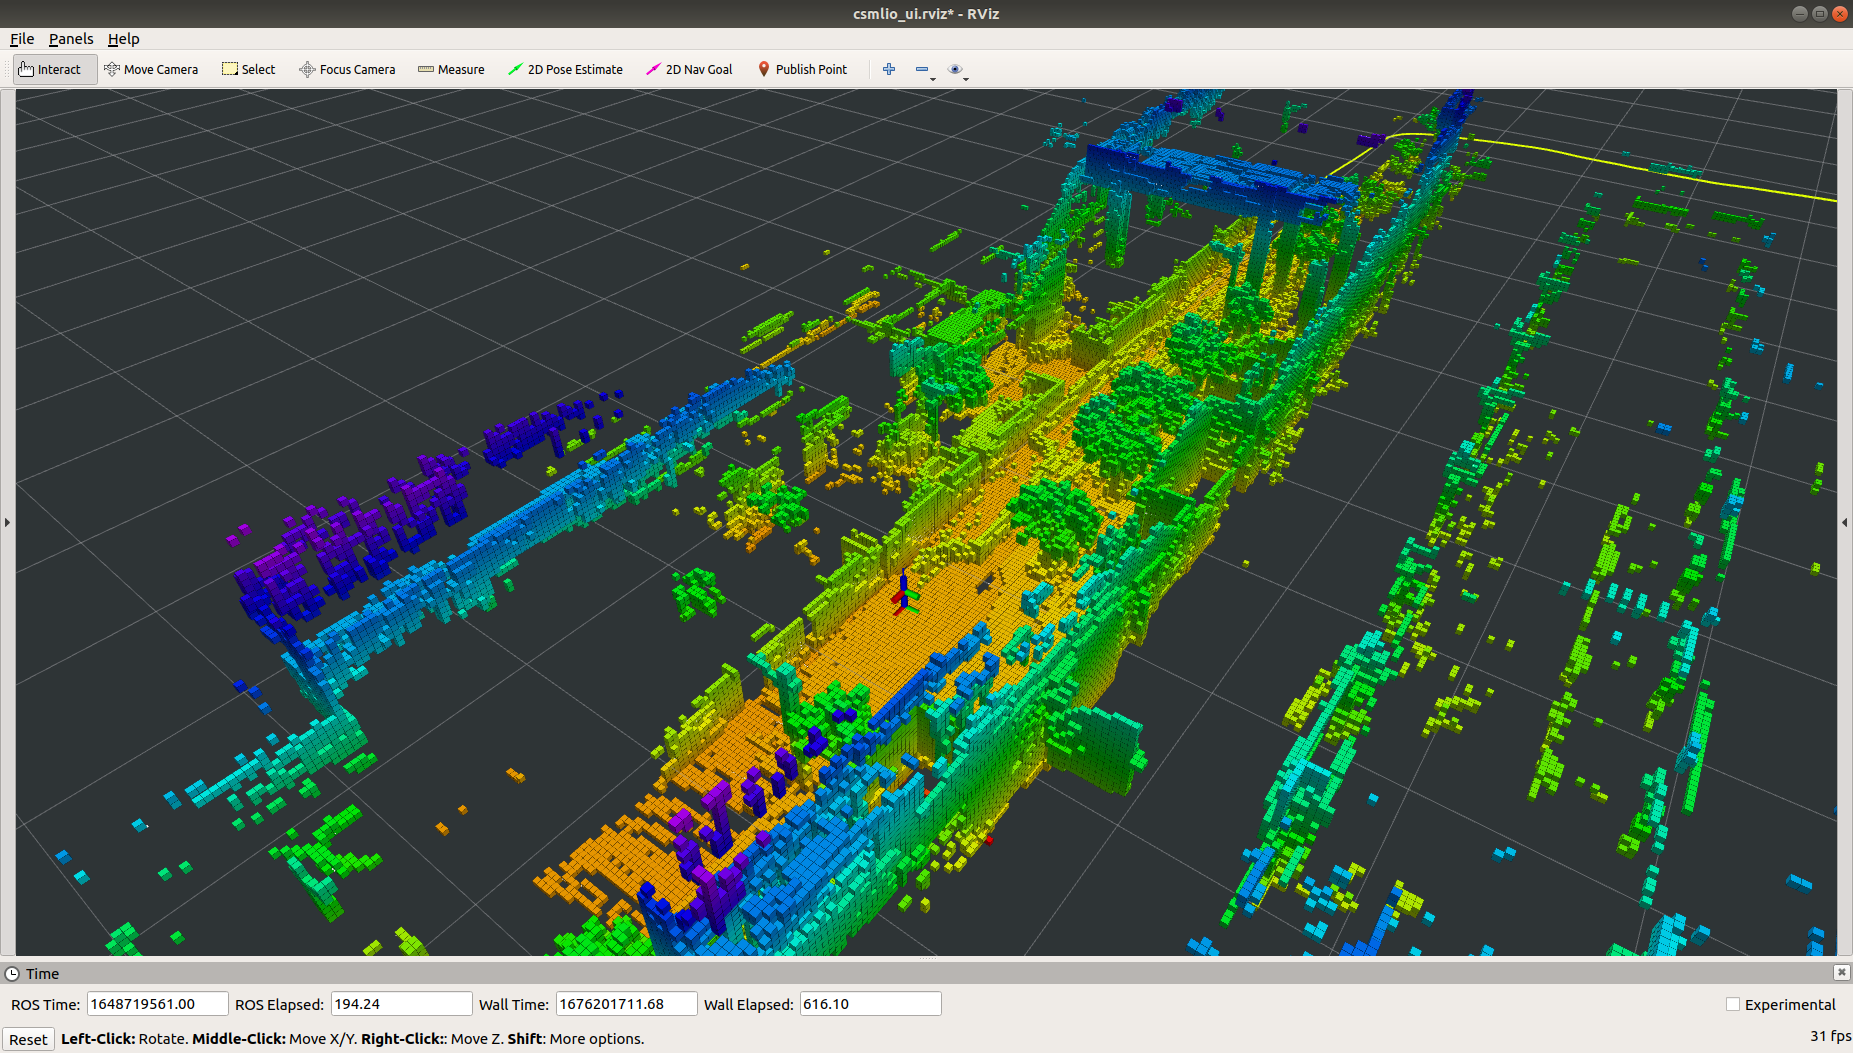 csmlio_ui.rviz* - RViz
File Panels Help
Interact Move Camera Select Focus Camera Measure 2D Pose Estimate 2D Nav Goal Publish Point
Time
ROS Time: 1648719561.00 ROS Elapsed: 194.24 Wall Time: 1676201711.68 Wall Elapsed: 616.10 Experimental
Reset Left-Click: Rotate. Middle-Click: Move X/Y. Right-Click:: Move Z. Shift: More options. 31 fps